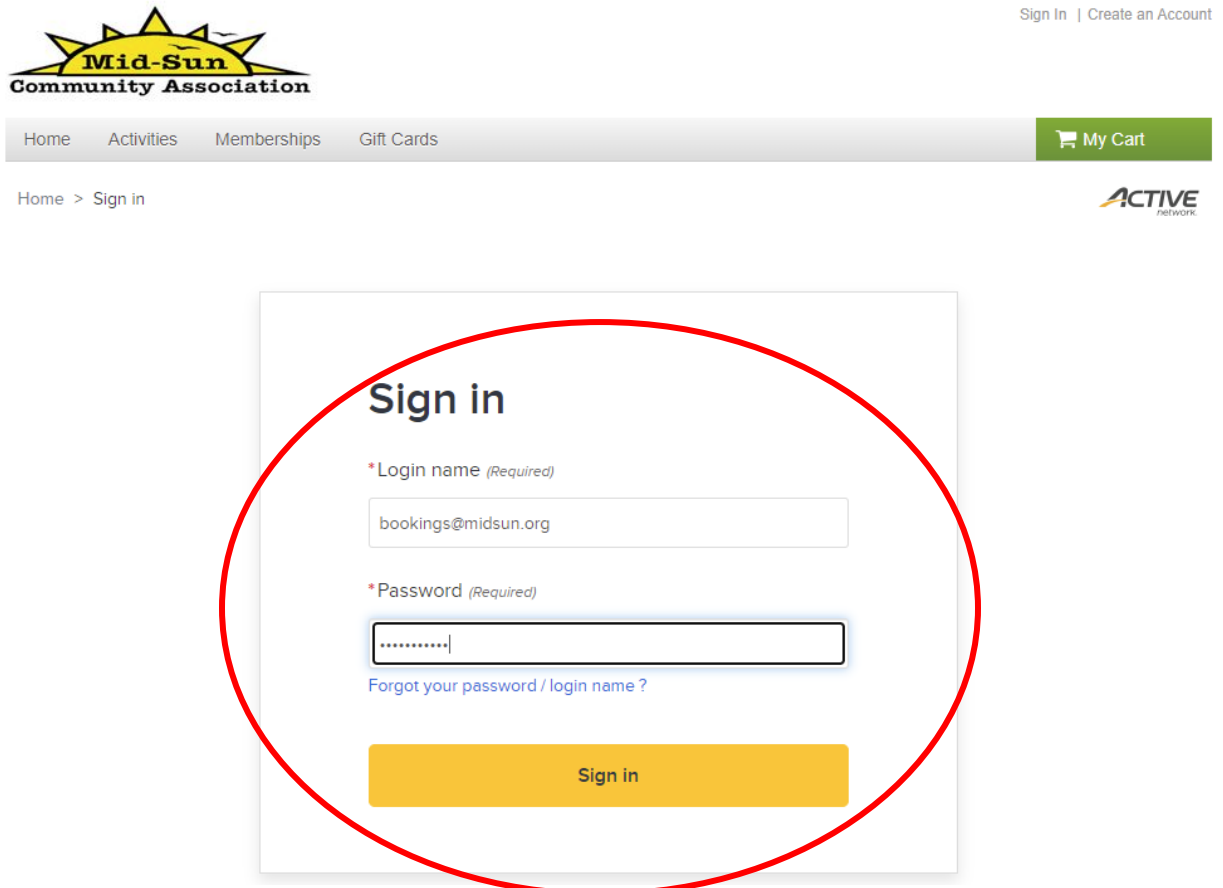 Sign In | Create an Account
Mid-Sun
Community Association
Home Activities Memberships Gift Cards My Cart
Home > Sign in
ACTIVE
network.
Sign in
*Login name (Required)
bookings@midsun.org
*Password (Required)
•••••••••••
Forgot your password / login name ?
Sign in